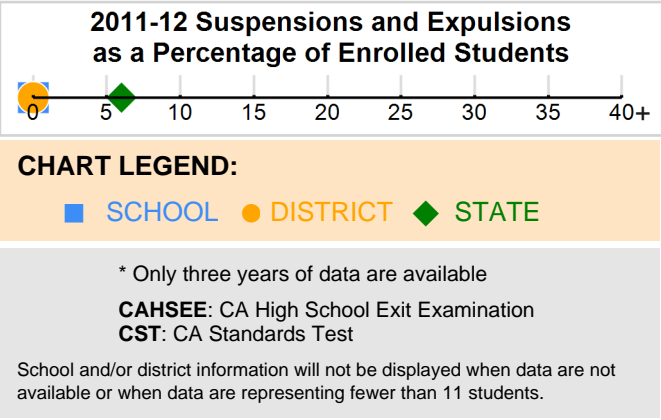 2011-12 Suspensions and Expulsions
as a Percentage of Enrolled Students
0 5 10 15 20 25 30 35 40+
CHART LEGEND:
SCHOOL DISTRICT STATE
* Only three years of data are available
CAHSEE: CA High School Exit Examination
CST: CA Standards Test
School and/or district information will not be displayed when data are not
available or when data are representing fewer than 11 students.